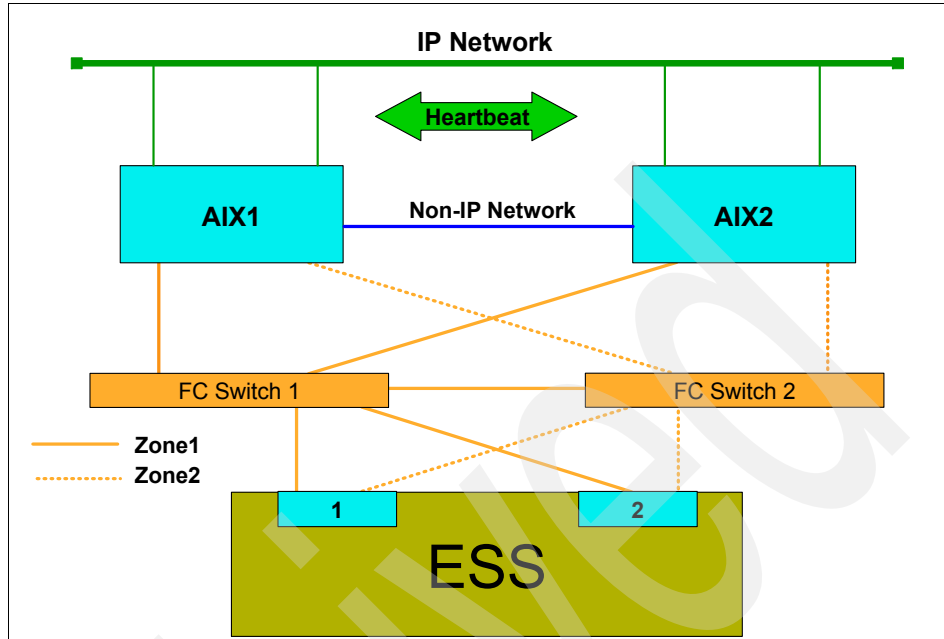 IP Network
Heartbeat
AIX1
Non-IP Network
AIX2
FC Switch 1
FC Switch 2
Zone1
Zone2
1
2
ESS